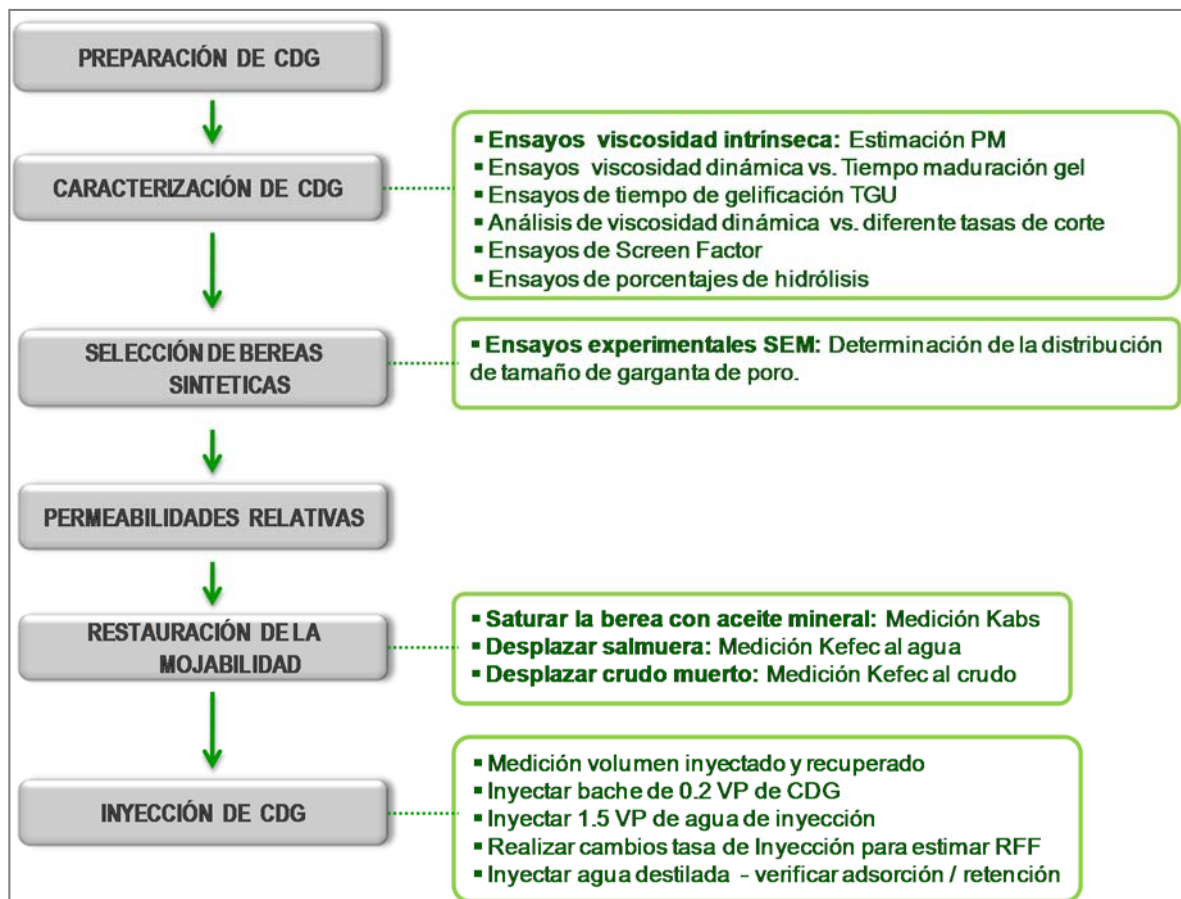 PREPARACIÓN DE CDG
CARACTERIZACIÓN DE CDG
▪ Ensayos viscosidad intrínseca: Estimación PM
▪ Ensayos viscosidad dinámica vs. Tiempo maduración gel
▪ Ensayos de tiempo de gelificación TGU
▪ Análisis de viscosidad dinámica vs. diferente tasas de corte
▪ Ensayos de Screen Factor
▪ Ensayos de porcentajes de hidrólisis
SELECCIÓN DE BEREAS
SINTETICAS
▪ Ensayos experimentales SEM: Determinación de la distribución
de tamaño de garganta de poro.
PERMEABILIDADES RELATIVAS
RESTAURACIÓN DE LA
MOJABILIDAD
▪ Saturar la berea con aceite mineral: Medición Kabs
▪ Desplazar salmuera: Medición Kefec al agua
▪ Desplazar crudo muerto: Medición Kefec al crudo
INYECCIÓN DE CDG
▪ Medición volumen inyectado y recuperado
▪ Inyectar bache de 0.2 VP de CDG
▪ Inyectar 1.5 VP de agua de inyección
▪ Realizar cambios tasa de Inyección para estimar RFF
▪ Inyectar agua destilada - verificar adsorción / retención